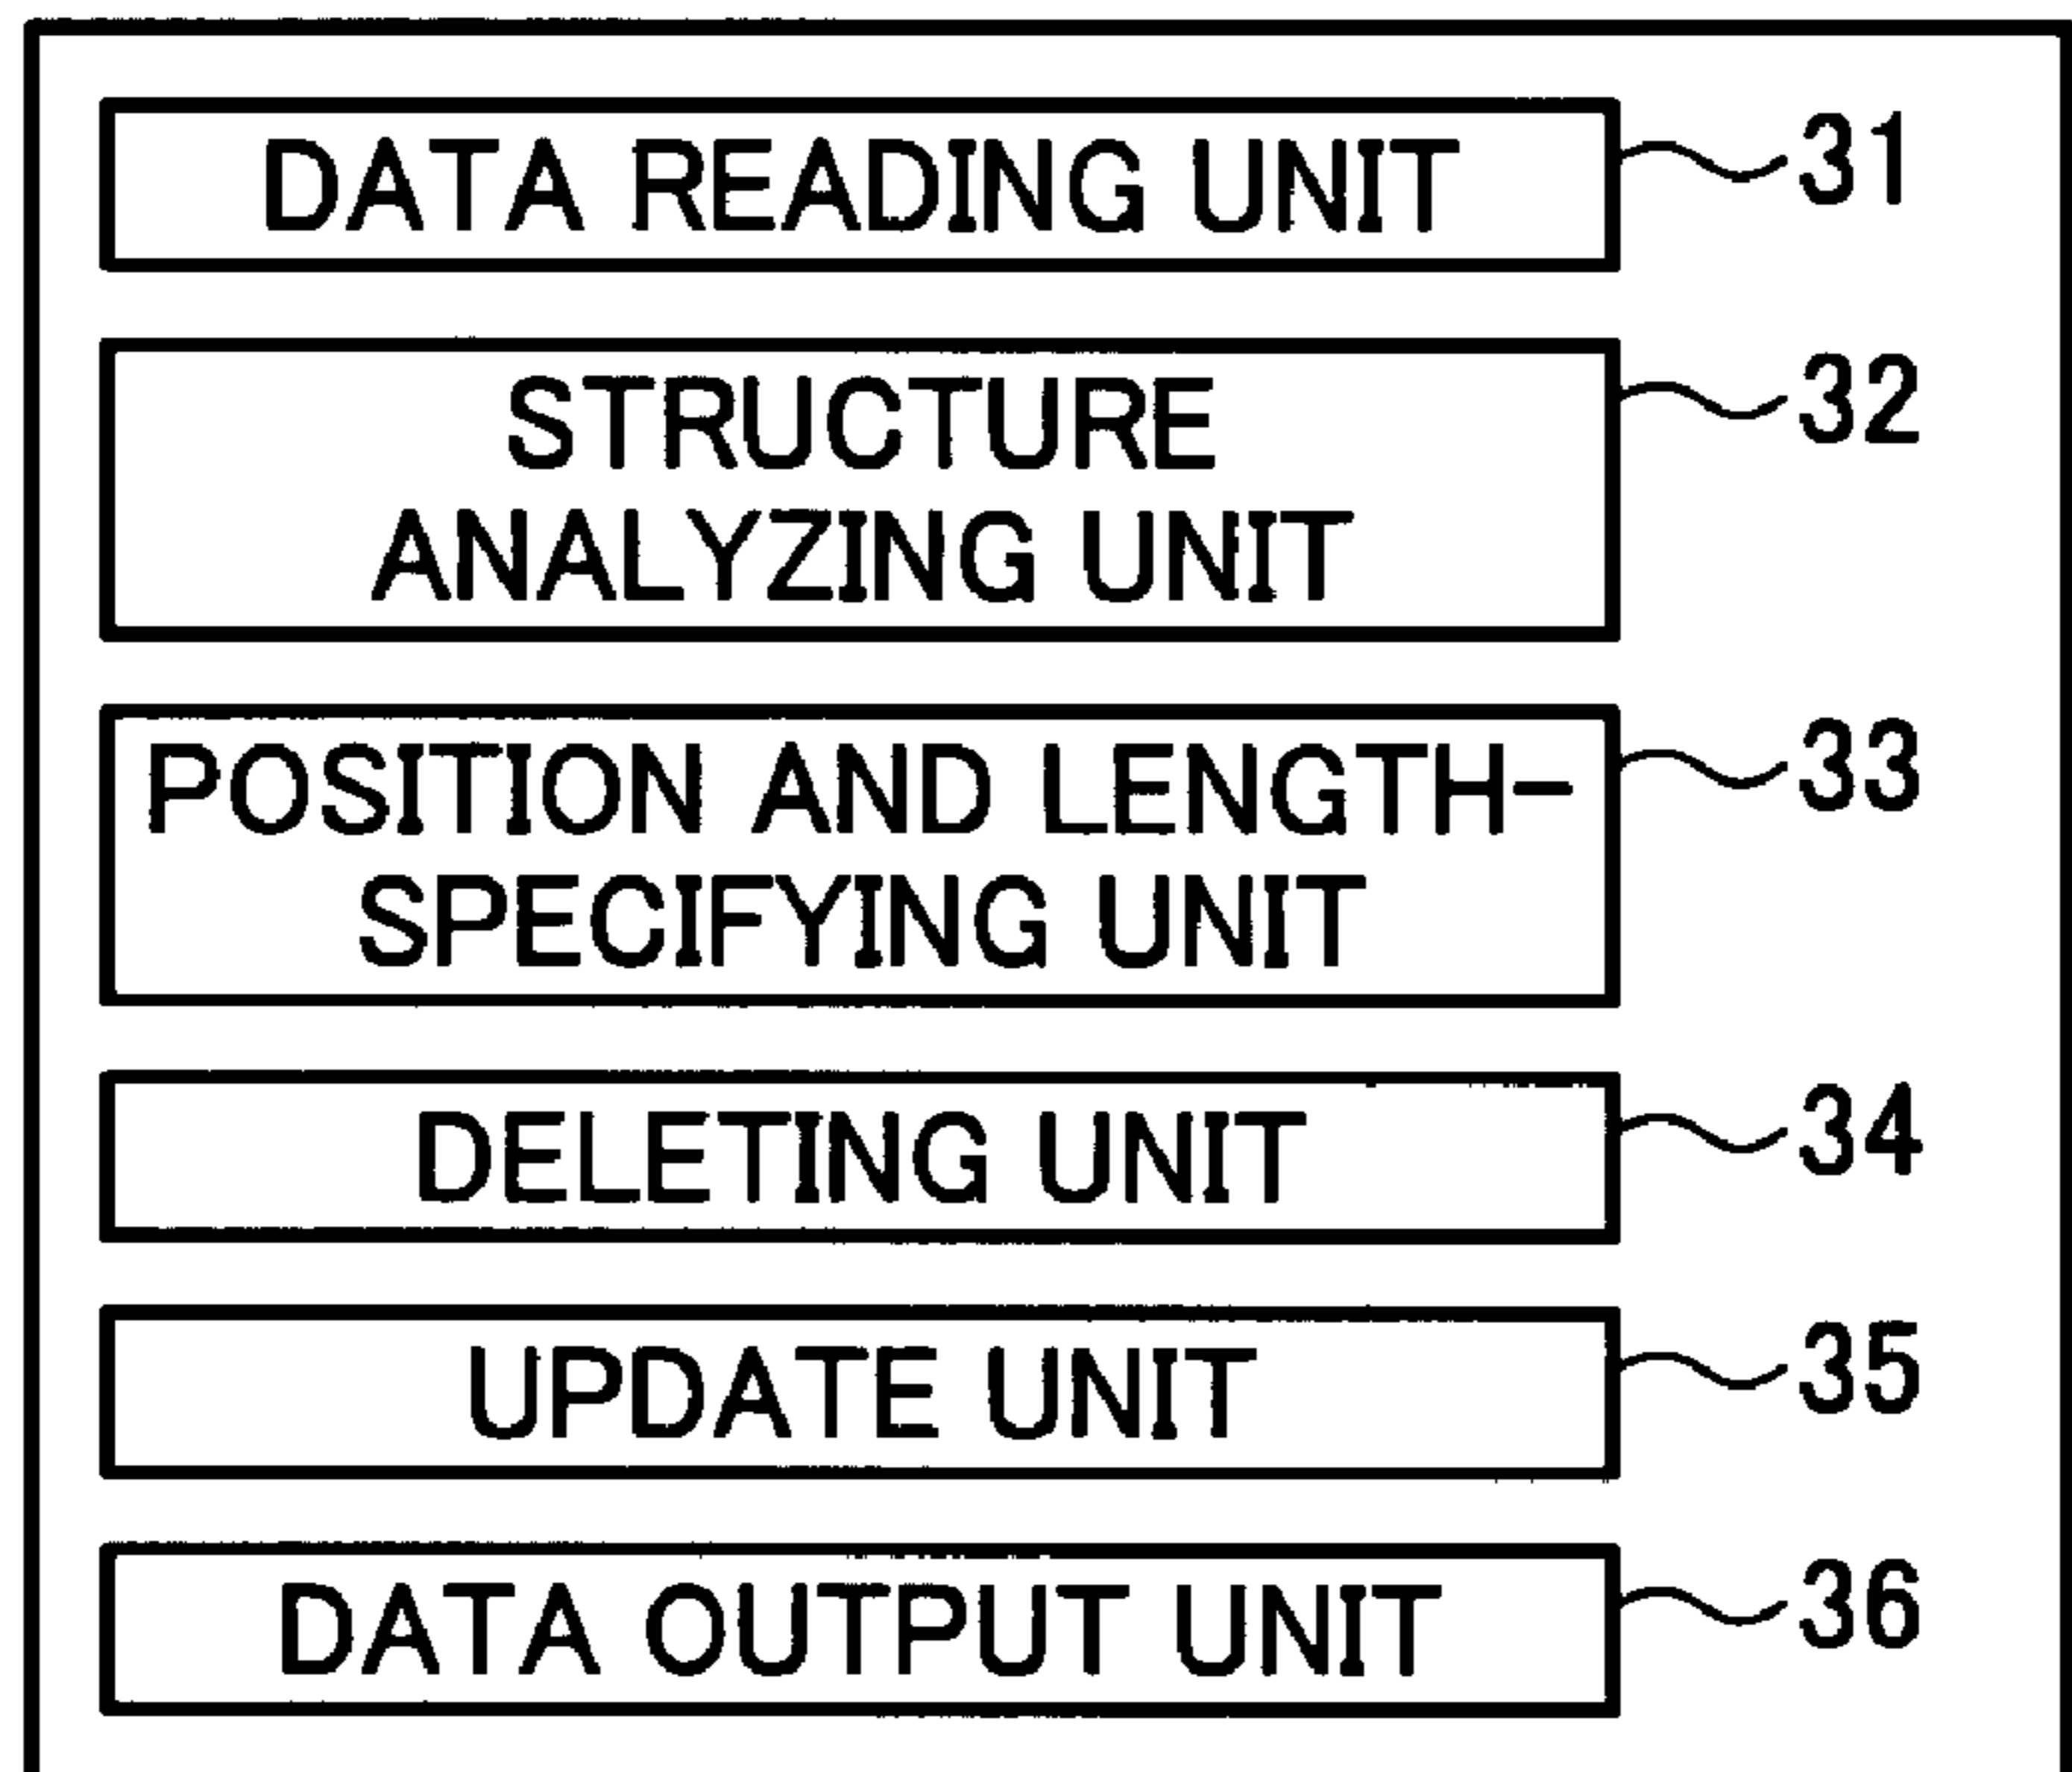 DATA READING UNIT 31
STRUCTURE 32
ANALYZING UNIT
POSITION AND LENGTH- 33
SPECIFYING UNIT
DELETING UNIT 34
UPDATE UNIT 35
DATA OUTPUT UNIT 36